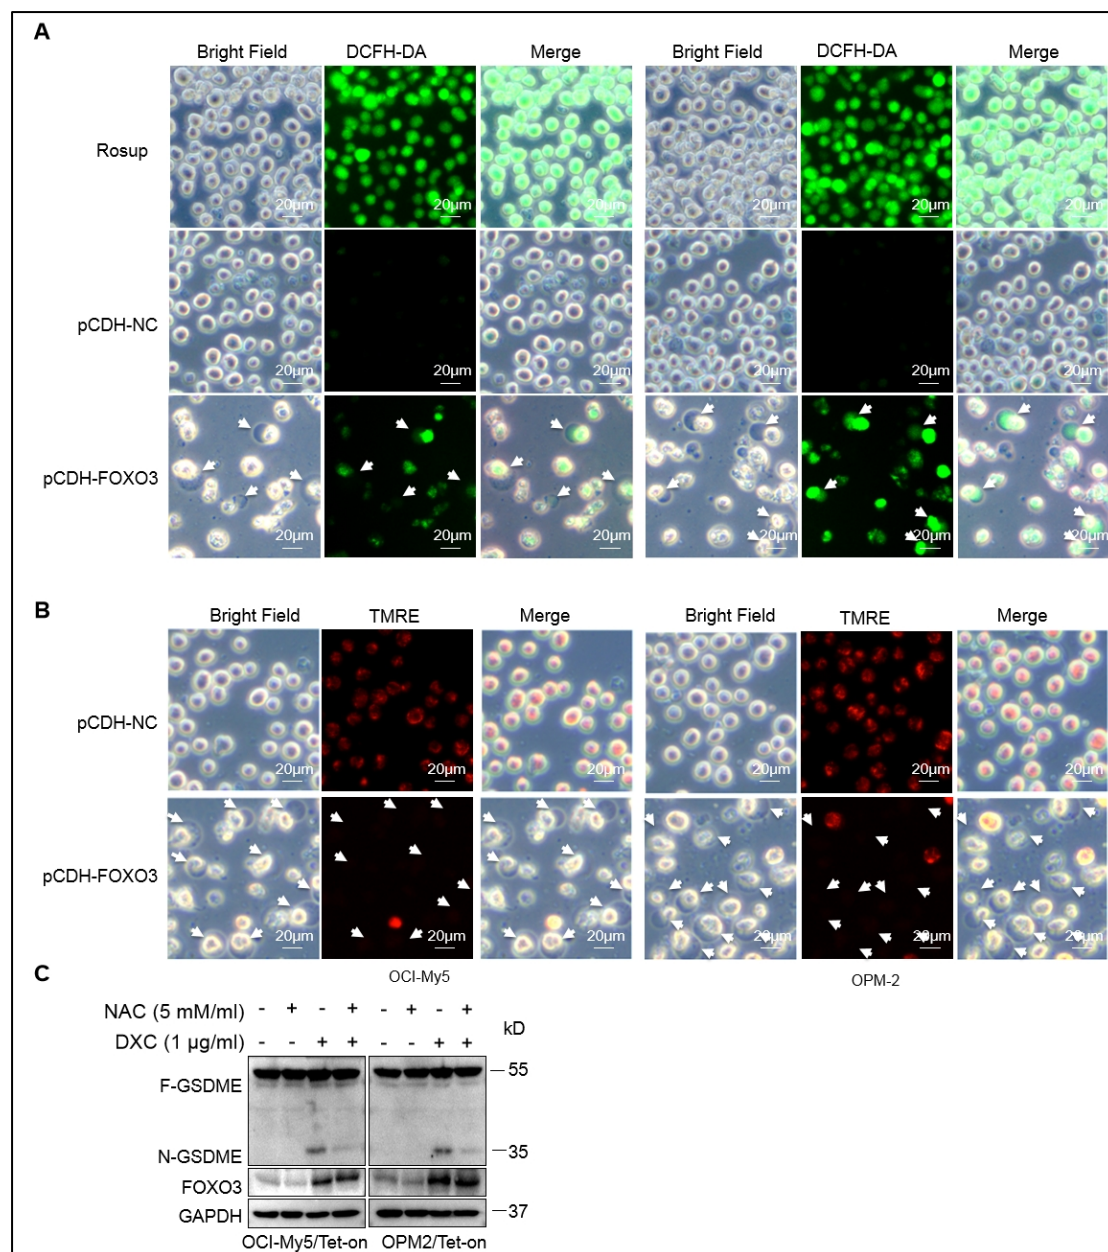 A
Bright Field DCFH-DA Merge Bright Field DCFH-DA Merge
Rosup
20μm 20μm 20μm 20μm 20μm 20μm
pCDH-NC
20μm 20μm 20μm 20μm 20μm 20μm
pCDH-FOXO3
20μm 20μm 20μm 20μm 20μm 20μm
B
Bright Field TMRE Merge Bright Field TMRE Merge
pCDH-NC
20μm 20μm 20μm 20μm 20μm 20μm
pCDH-FOXO3
20μm 20μm 20μm 20μm 20μm 20μm
OCI-My5 OPM-2
C
NAC (5 mM/ml) - + - + - + - +
kD
DXC (1 μg/ml) - - + + - - + +
F-GSDME 55
N-GSDME 35
FOXO3
GAPDH 37
OCI-My5/Tet-on OPM2/Tet-on